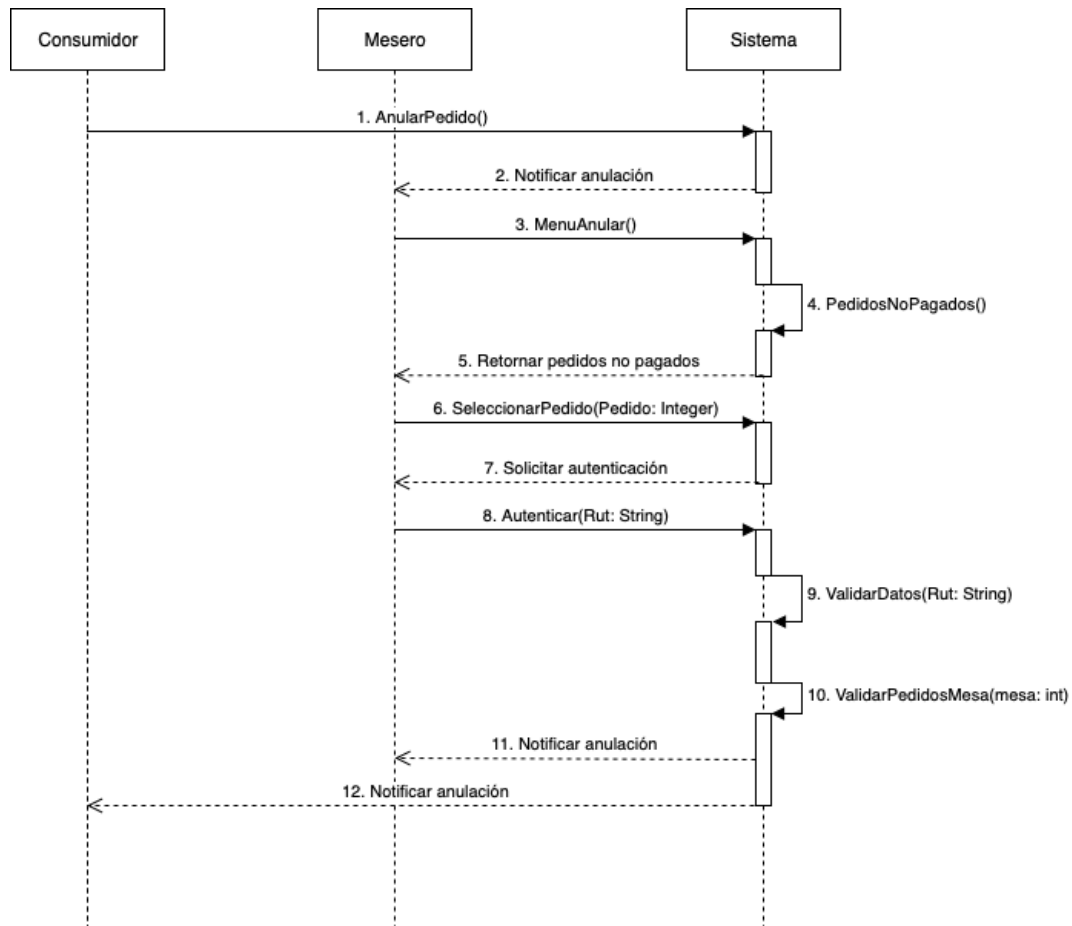 Consumidor
Mesero
Sistema
1. AnularPedido()
2. Notificar anulación
3. MenuAnular()
4. PedidosNoPagados()
5. Retornar pedidos no pagados
6. SeleccionarPedido(Pedido: Integer)
7. Solicitar autenticación
8. Autenticar(Rut: String)
9. ValidarDatos(Rut: String)
10. ValidarPedidosMesa(mesa: int)
11. Notificar anulación
12. Notificar anulación